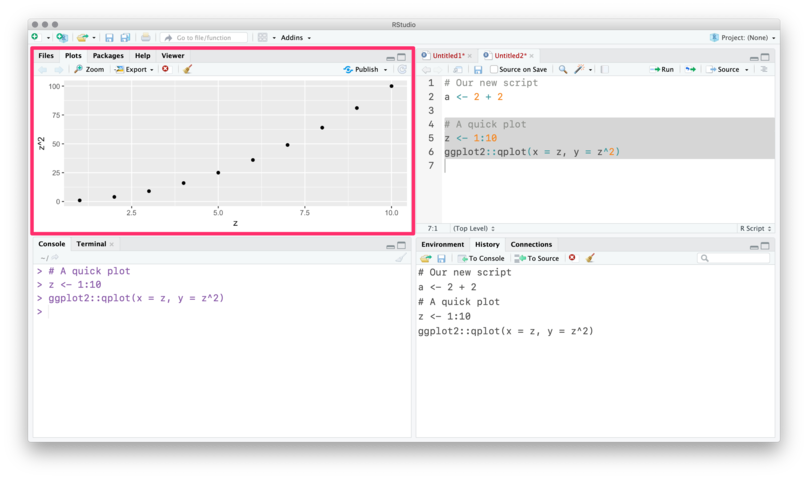 RStudio
Go to file/function
Addins
Project: (None)
Files Plots Packages Help Viewer
Zoom Export Publish
100
75
50
25
0
z^2
2.5 5.0 7.5 10.0
z
Untitled1* Untitled2*
Source on Save Run Source
1 # Our new script
2 a <- 2 + 2
3
4 # A quick plot
5 z <- 1:10
6 ggplot2::qplot(x = z, y = z^2)
7
7:1 (Top Level) R Script
Console Terminal
~/
> # A quick plot
> z <- 1:10
> ggplot2::qplot(x = z, y = z^2)
>
Environment History Connections
To Console To Source
# Our new script
a <- 2 + 2
# A quick plot
z <- 1:10
ggplot2::qplot(x = z, y = z^2)